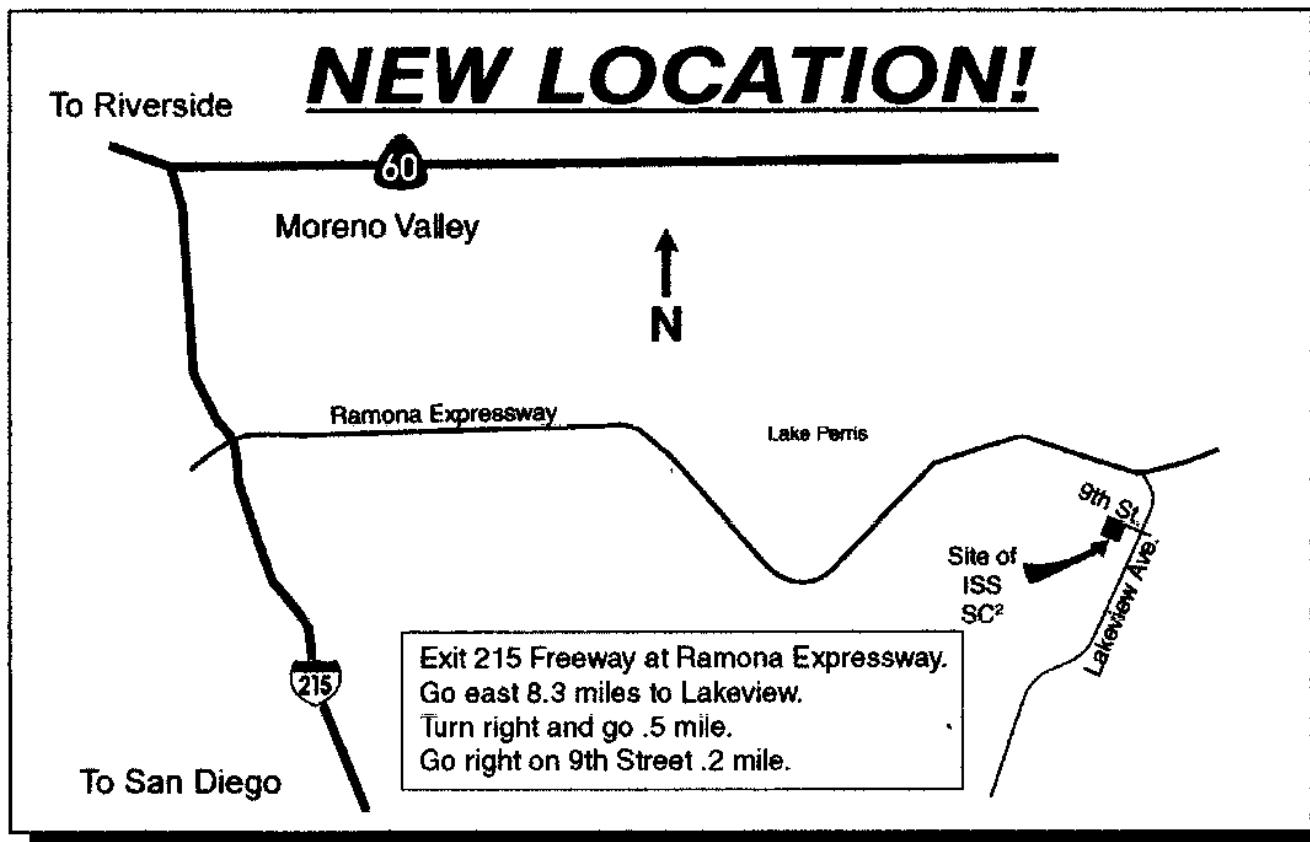 NEW LOCATION!
To Riverside
60
Moreno Valley
N
Ramona Expressway
Lake Perris
9th St.
Site of
ISS
SC²
Lakeview Ave.
215
Exit 215 Freeway at Ramona Expressway.
Go east 8.3 miles to Lakeview.
Turn right and go .5 mile.
Go right on 9th Street .2 mile.
To San Diego